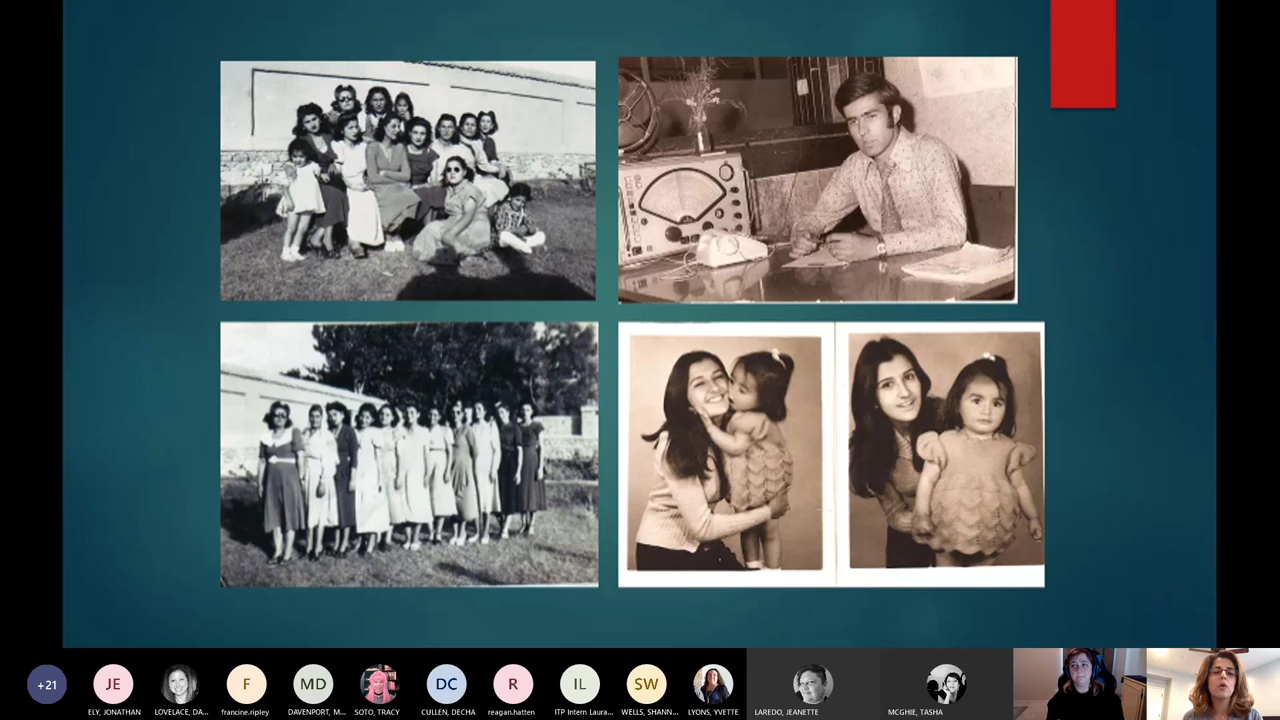 +21
JE
F
MD
DC
R
IL
SW
ELY, JONATHAN
LOVELACE, DA...
francine.ripley
DAVENPORT, M...
SOTO, TRACY
CULLEN, DECHA
reagan.hatten
ITP Intern Laura...
WELLS, SHANN...
LYONS, YVETTE
LAREDO, JEANETTE
MCGHIE, TASHA